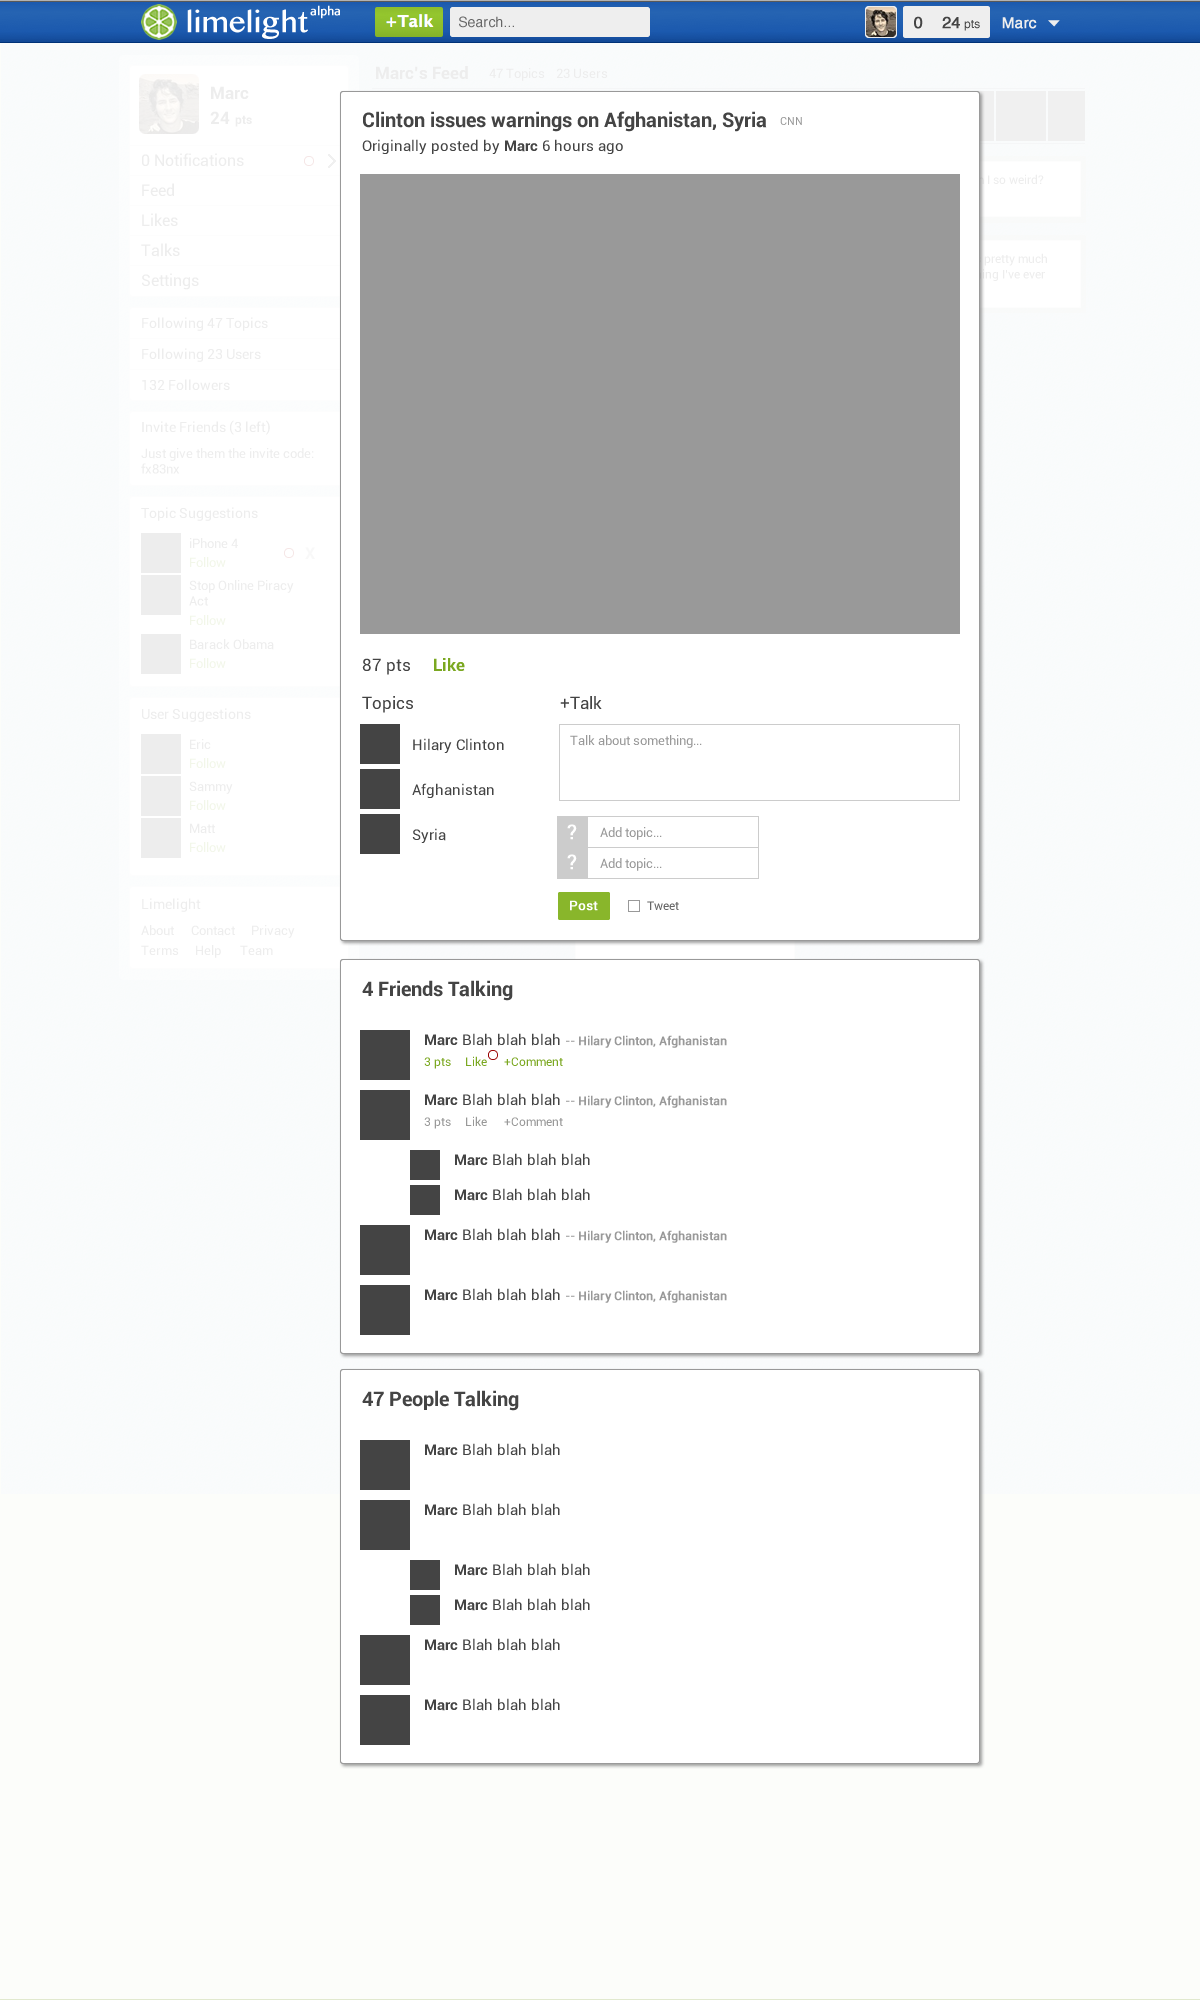 limelight alpha
+Talk
Search...
0 24 pts
Marc
Marc
24 pts
0 Notifications
Feed
Likes
Talks
Settings
Following 47 Topics
Following 23 Users
132 Followers
Invite Friends (3 left)
Just give them the invite code:
fx83nx
Topic Suggestions
iPhone 4
X
Follow
Stop Online Piracy
Act
Follow
Barack Obama
Follow
User Suggestions
Eric
Follow
Sammy
Follow
Matt
Follow
Limelight
About Contact Privacy
Terms Help Team
Marc's Feed 47 Topics 23 Users
I so weird?
pretty much
ing I've ever
Clinton issues warnings on Afghanistan, Syria CNN
Originally posted by Marc 6 hours ago
87 pts Like
Topics
Hilary Clinton
Afghanistan
Syria
+Talk
Talk about something...
? Add topic...
? Add topic...
Post Tweet
4 Friends Talking
Marc Blah blah blah -- Hilary Clinton, Afghanistan
3 pts Like +Comment
Marc Blah blah blah -- Hilary Clinton, Afghanistan
3 pts Like +Comment
Marc Blah blah blah
Marc Blah blah blah
Marc Blah blah blah -- Hilary Clinton, Afghanistan
Marc Blah blah blah -- Hilary Clinton, Afghanistan
47 People Talking
Marc Blah blah blah
Marc Blah blah blah
Marc Blah blah blah
Marc Blah blah blah
Marc Blah blah blah
Marc Blah blah blah